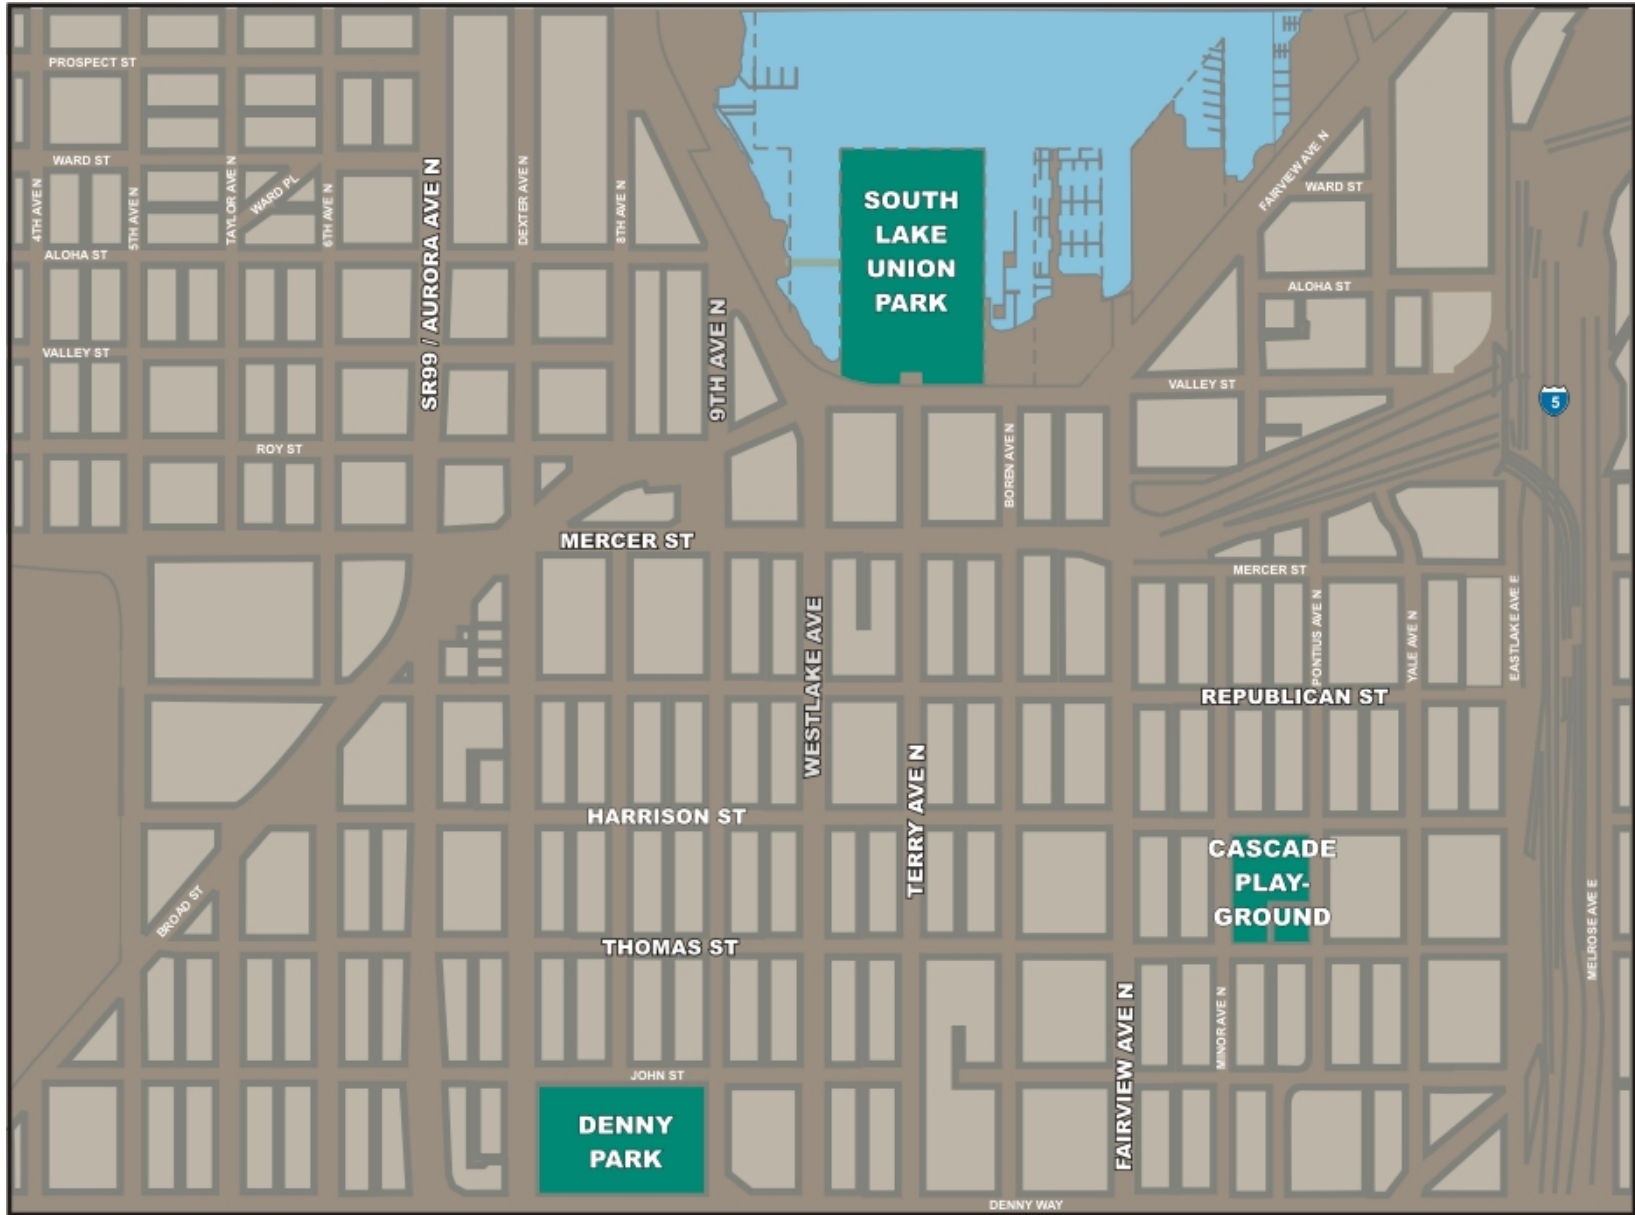 PROSPECT ST
WARD ST
4TH AVE N
5TH AVE N
TAYLOR AVE N
WARD PL
6TH AVE N
SR99 / AURORA AVE N
DEXTER AVE N
8TH AVE N
SOUTH
LAKE
UNION
PARK
FAIRVIEW AVE N
WARD ST
ALOHA ST
ALOHA ST
9TH AVE N
VALLEY ST
VALLEY ST
5
ROY ST
BOREN AVE N
MERCER ST
MERCER ST
WESTLAKE AVE
PONTIUS AVE N
YALE AVE N
EASTLAKE AVE E
REPUBLICAN ST
TERRY AVE N
HARRISON ST
CASCADE
PLAY-
GROUND
BROAD ST
MELROSE AVE E
THOMAS ST
FAIRVIEW AVE N
MINOR AVE N
JOHN ST
DENNY
PARK
DENNY WAY